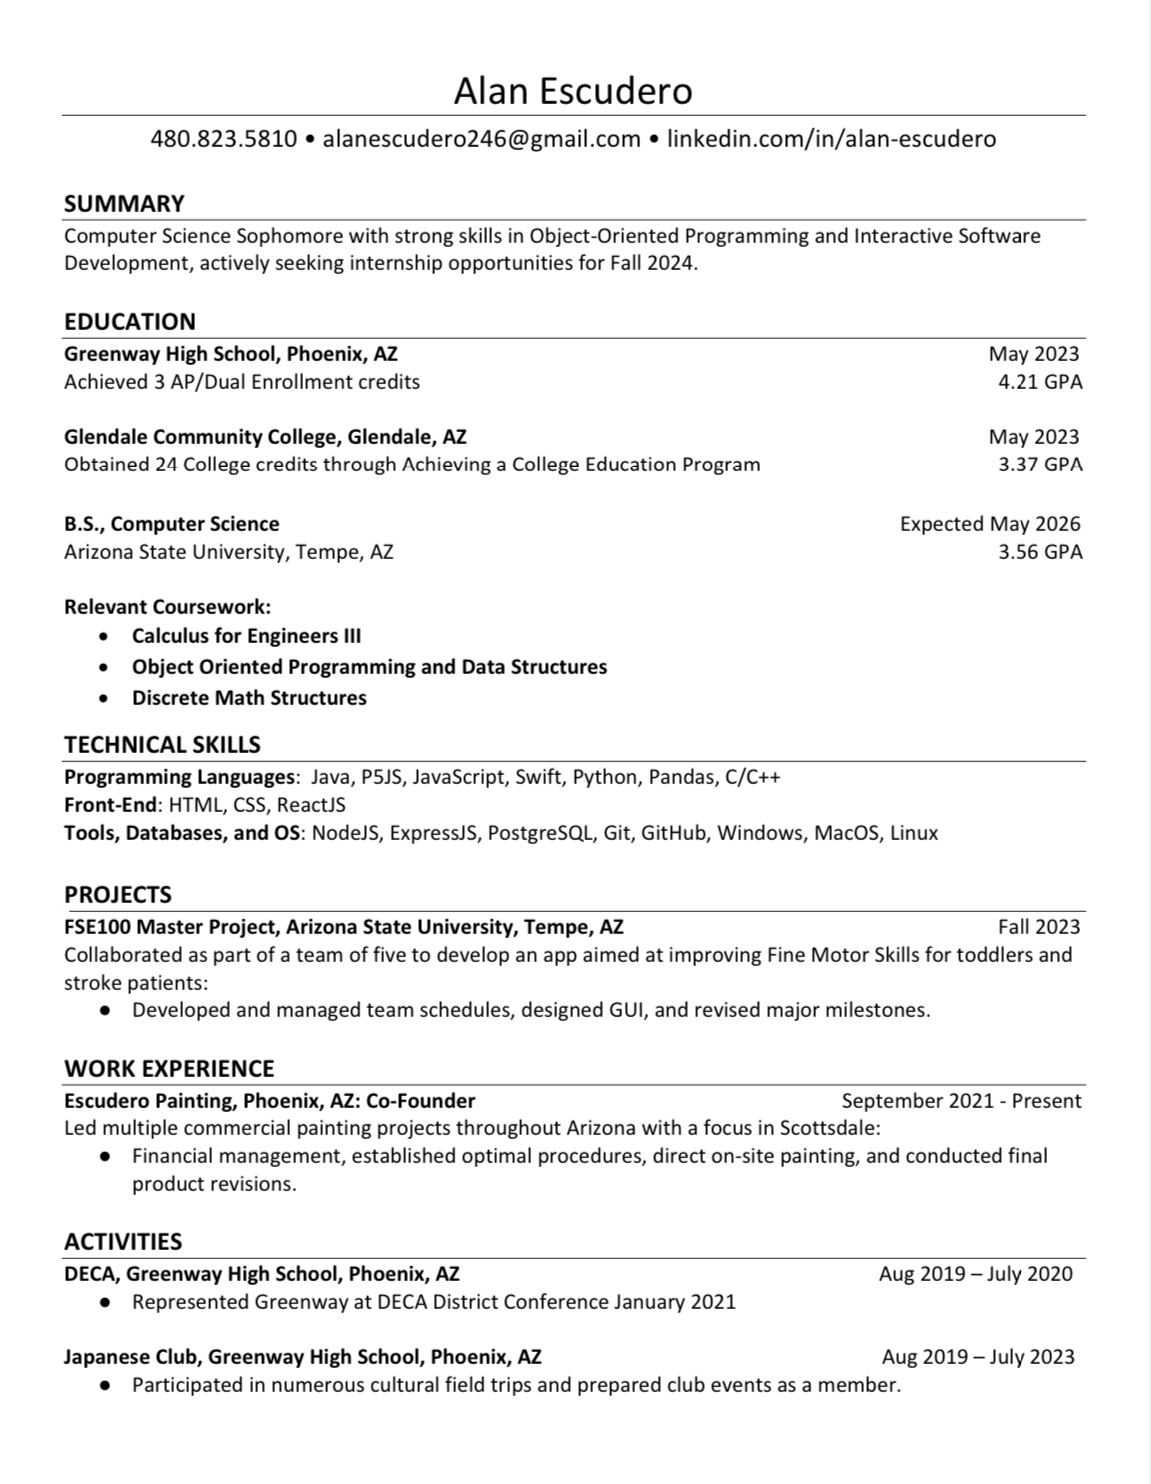 Alan Escudero
480.823.5810 • alanescudero246@gmail.com • linkedin.com/in/alan-escudero
SUMMARY
Computer Science Sophomore with strong skills in Object-Oriented Programming and Interactive Software
Development, actively seeking internship opportunities for Fall 2024.
EDUCATION
Greenway High School, Phoenix, AZ May 2023
Achieved 3 AP/Dual Enrollment credits 4.21 GPA
Glendale Community College, Glendale, AZ May 2023
Obtained 24 College credits through Achieving a College Education Program 3.37 GPA
B.S., Computer Science Expected May 2026
Arizona State University, Tempe, AZ 3.56 GPA
Relevant Coursework:
• Calculus for Engineers III
• Object Oriented Programming and Data Structures
• Discrete Math Structures
TECHNICAL SKILLS
Programming Languages: Java, P5JS, JavaScript, Swift, Python, Pandas, C/C++
Front-End: HTML, CSS, ReactJS
Tools, Databases, and OS: NodeJS, ExpressJS, PostgreSQL, Git, GitHub, Windows, MacOS, Linux
PROJECTS
FSE100 Master Project, Arizona State University, Tempe, AZ Fall 2023
Collaborated as part of a team of five to develop an app aimed at improving Fine Motor Skills for toddlers and
stroke patients:
● Developed and managed team schedules, designed GUI, and revised major milestones.
WORK EXPERIENCE
Escudero Painting, Phoenix, AZ: Co-Founder September 2021 - Present
Led multiple commercial painting projects throughout Arizona with a focus in Scottsdale:
● Financial management, established optimal procedures, direct on-site painting, and conducted final
product revisions.
ACTIVITIES
DECA, Greenway High School, Phoenix, AZ Aug 2019 – July 2020
● Represented Greenway at DECA District Conference January 2021
Japanese Club, Greenway High School, Phoenix, AZ Aug 2019 – July 2023
● Participated in numerous cultural field trips and prepared club events as a member.